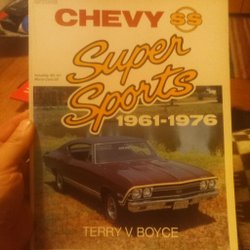 CHEVY SS
Super
Sports
1961-1976
TERRY V. BOYCE